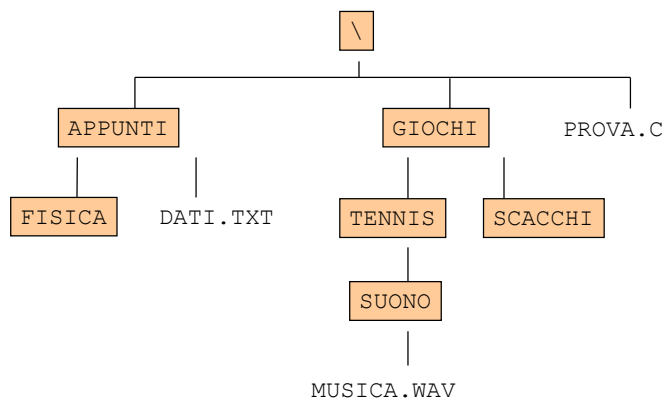 \
APPUNTI GIOCHI PROVA.C
FISICA DATI.TXT TENNIS SCACCHI
SUONO
MUSICA.WAV